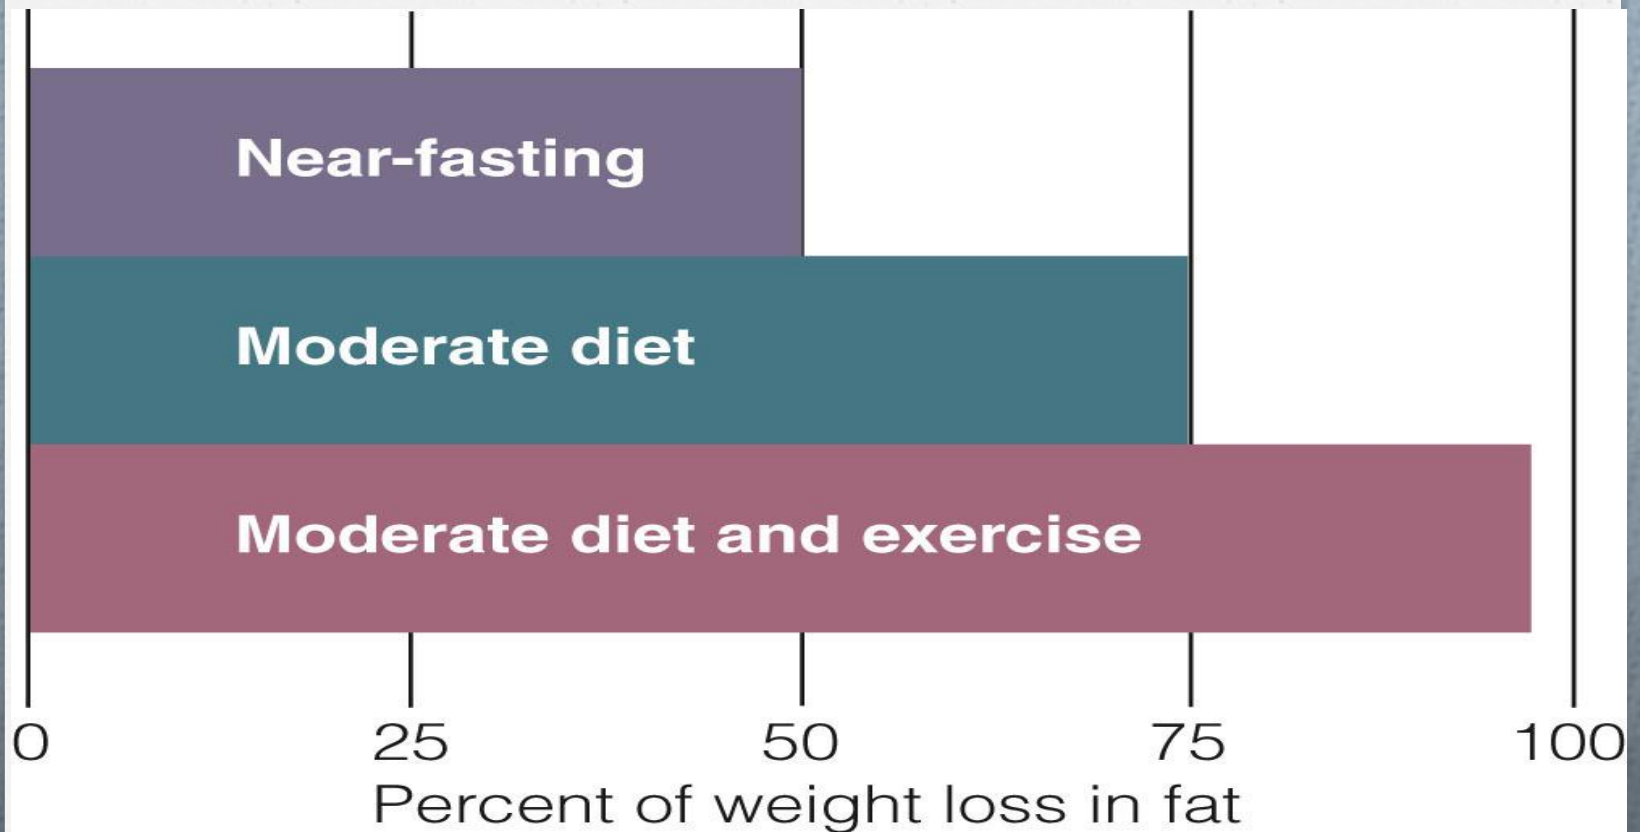 Near-fasting
Moderate diet
Moderate diet and exercise
0 25 50 75 100
Percent of weight loss in fat